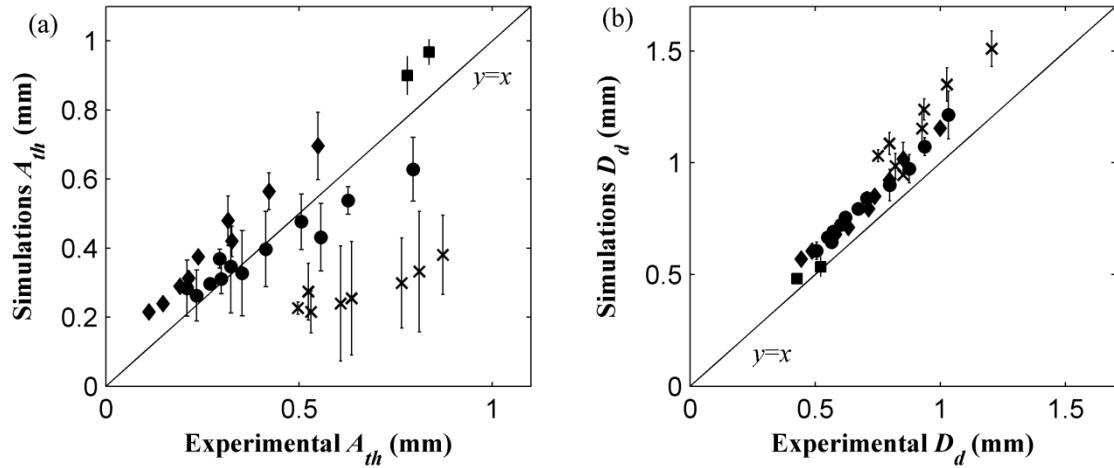 (a)
1
0.8
0.6
0.4
0.2
0
0
0.5
1
y=x
Simulations A_th (mm)
Experimental A_th (mm)
(b)
1.5
1
0.5
0
0
0.5
1
1.5
y=x
Simulations D_d (mm)
Experimental D_d (mm)